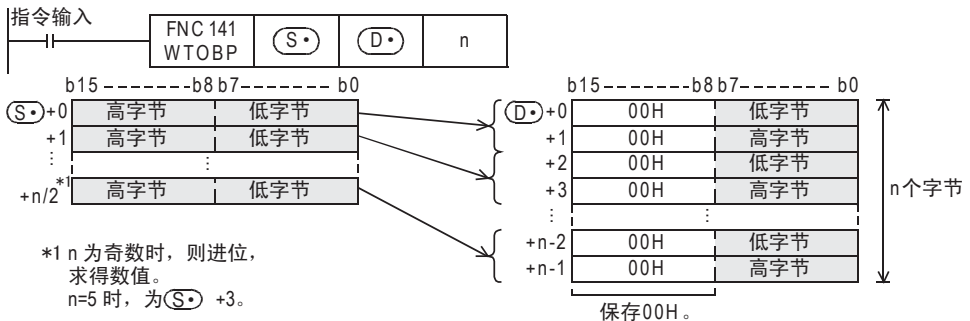 指令输入
FNC 141
WTOBP
S•
D•
n
b15 -------b8 b7-------- b0
b15 --------b8 b7------- b0
S• +0 高字节 低字节
+1 高字节 低字节
⋮ ⋮
+n/2*1 高字节 低字节
D• +0 00H 低字节
+1 00H 高字节
+2 00H 低字节
+3 00H 高字节
⋮ ⋮
+n-2 00H 低字节
+n-1 00H 高字节
n个字节
*1 n 为奇数时，则进位，
求得数值。
n=5 时，为 S• +3。
保存00H。